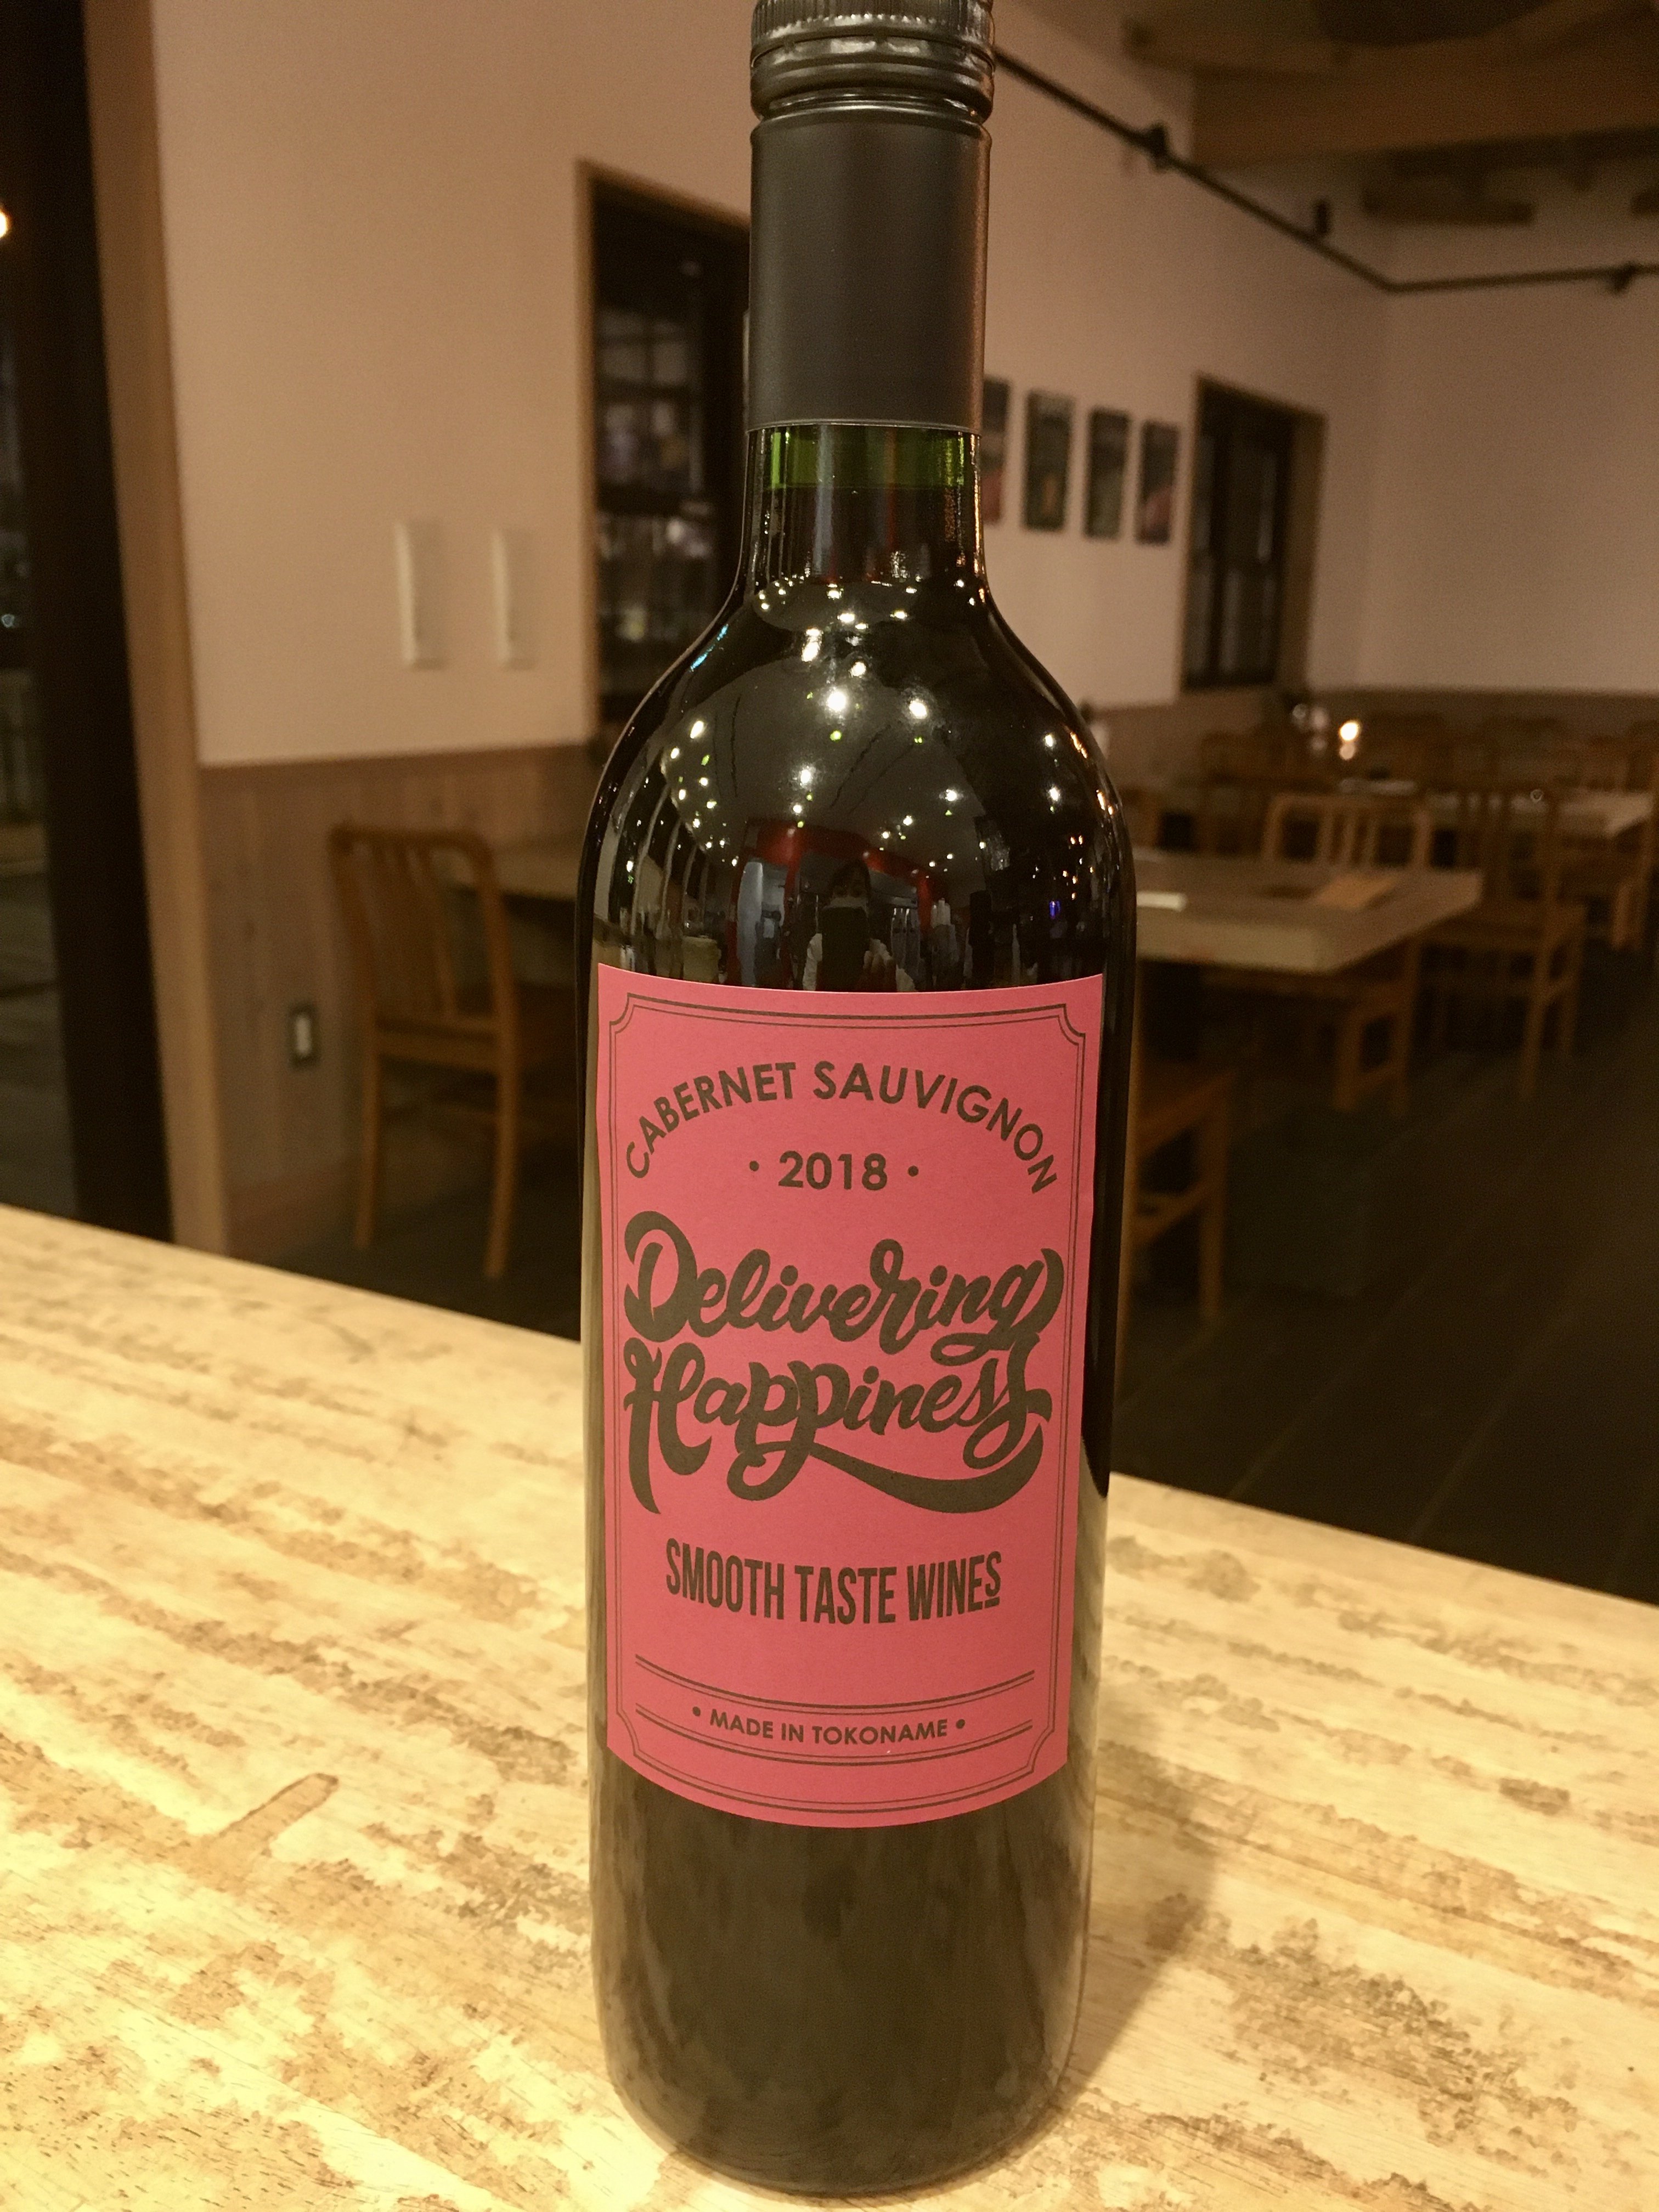 CABERNET SAUVIGNON
• 2018 •
Delivering
Happiness
SMOOTH TASTE WINES
• MADE IN TOKONAME •